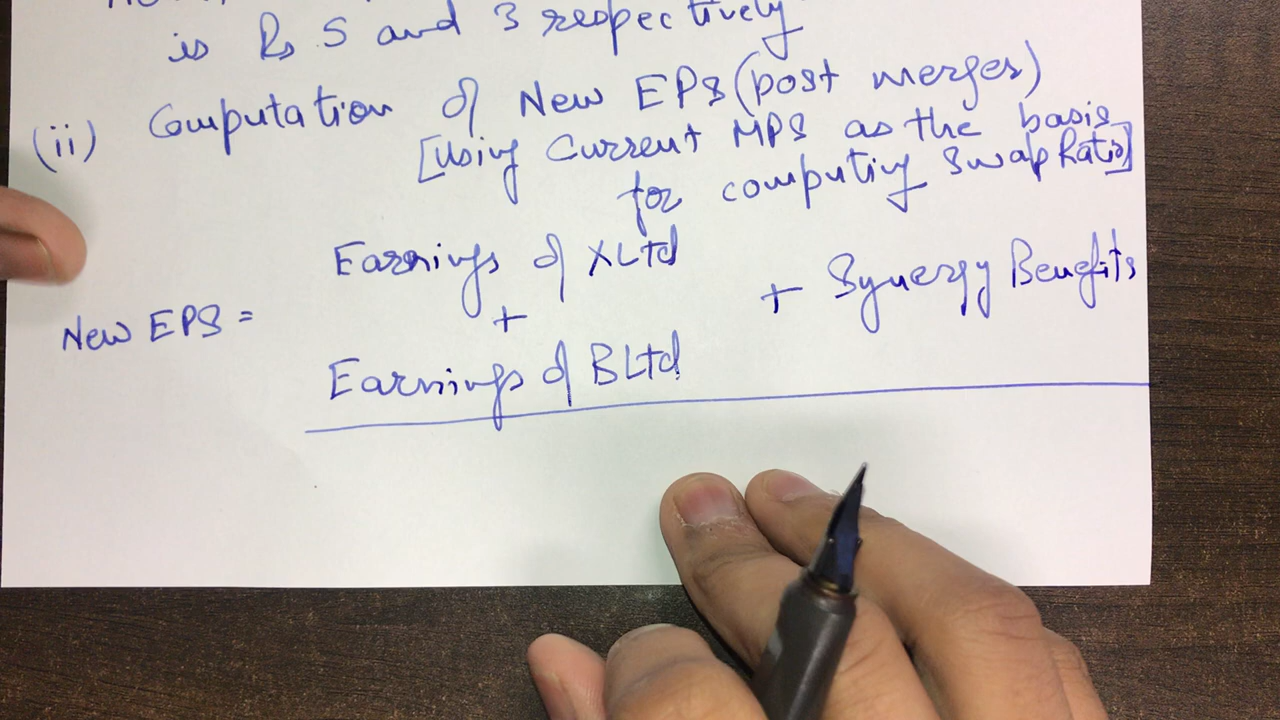 is Rs 5 and 3 respectively
(ii) Computation of New EPS (post merger)
[Using Current MPS as the basis
for computing Swap Ratio]
Earnings of X Ltd
+
+ Synergy Benefits
New EPS =
Earnings of B Ltd